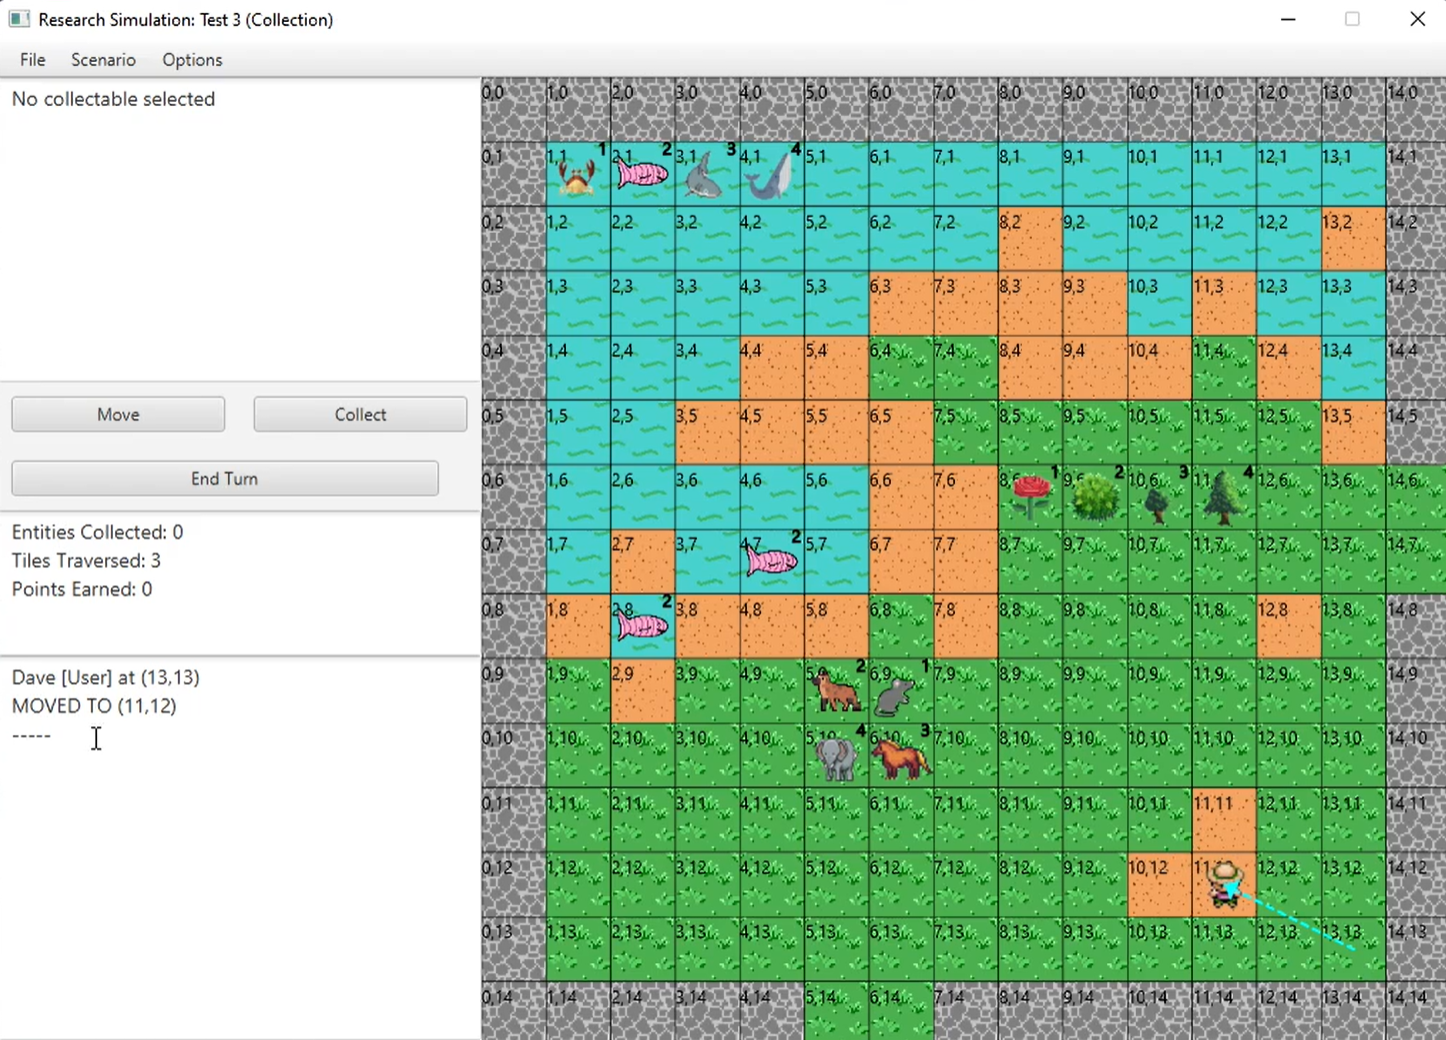 Research Simulation: Test 3 (Collection)
File Scenario Options
No collectable selected
Move Collect
End Turn
Entities Collected: 0
Tiles Traversed: 3
Points Earned: 0
Dave [User] at (13,13)
MOVED TO (11,12)
-----
0,0 1,0 2,0 3,0 4,0 5,0 6,0 7,0 8,0 9,0 10,0 11,0 12,0 13,0 14,0
0,1 1,1 1 2,1 2 3,1 3 4,1 4 5,1 6,1 7,1 8,1 9,1 10,1 11,1 12,1 13,1 14,1
0,2 1,2 2,2 3,2 4,2 5,2 6,2 7,2 8,2 9,2 10,2 11,2 12,2 13,2 14,2
0,3 1,3 2,3 3,3 4,3 5,3 6,3 7,3 8,3 9,3 10,3 11,3 12,3 13,3 14,3
0,4 1,4 2,4 3,4 4,4 5,4 6,4 7,4 8,4 9,4 10,4 11,4 12,4 13,4 14,4
0,5 1,5 2,5 3,5 4,5 5,5 6,5 7,5 8,5 9,5 10,5 11,5 12,5 13,5 14,5
0,6 1,6 2,6 3,6 4,6 5,6 6,6 7,6 8,6 1 9,6 2 10,6 3 11,6 4 12,6 13,6 14,6
0,7 1,7 2,7 3,7 4,7 2 5,7 6,7 7,7 8,7 9,7 10,7 11,7 12,7 13,7 14,7
0,8 1,8 2,8 2 3,8 4,8 5,8 6,8 7,8 8,8 9,8 10,8 11,8 12,8 13,8 14,8
0,9 1,9 2,9 3,9 4,9 5,9 2 6,9 1 7,9 8,9 9,9 10,9 11,9 12,9 13,9 14,9
0,10 1,10 2,10 3,10 4,10 5,10 4 6,10 3 7,10 8,10 9,10 10,10 11,10 12,10 13,10 14,10
0,11 1,11 2,11 3,11 4,11 5,11 6,11 7,11 8,11 9,11 10,11 11,11 12,11 13,11 14,11
0,12 1,12 2,12 3,12 4,12 5,12 6,12 7,12 8,12 9,12 10,12 12,12 13,12 14,12
0,13 1,13 2,13 3,13 4,13 5,13 6,13 7,13 8,13 9,13 10,13 11,13 12,13 13,13 14,13
0,14 1,14 2,14 3,14 4,14 5,14 6,14 7,14 8,14 9,14 10,14 11,14 12,14 13,14 14,14